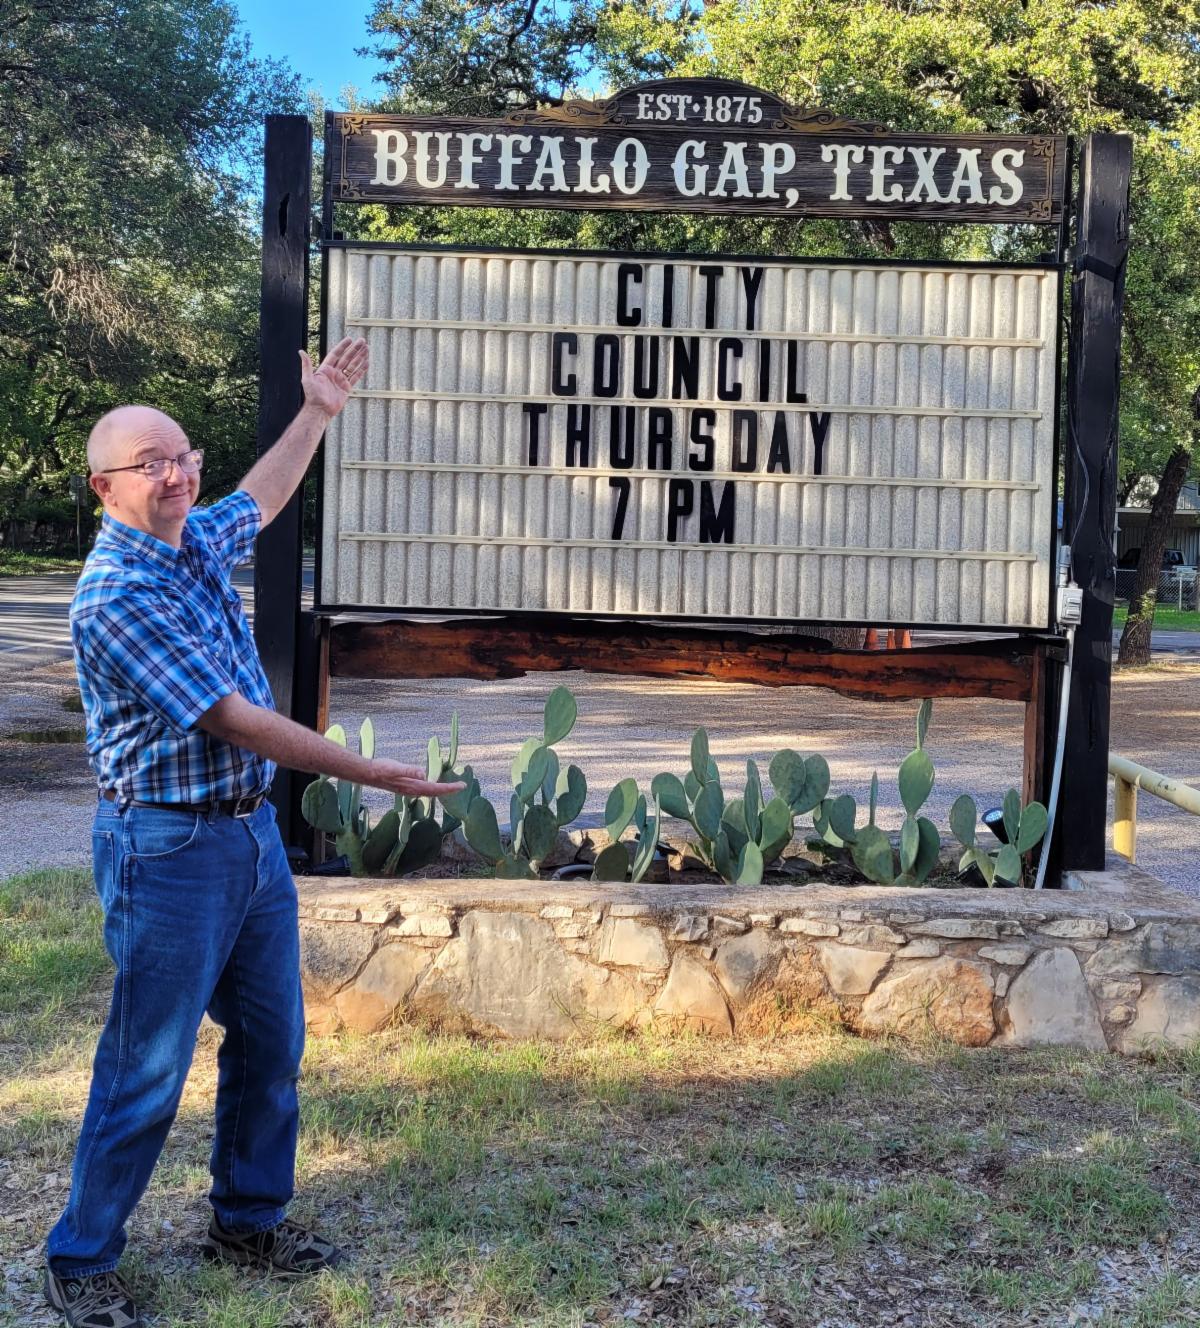 EST·1875
BUFFALO GAP, TEXAS
CITY
COUNCIL
THURSDAY
7 PM